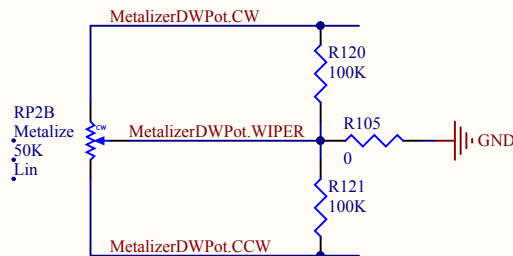 MetalizerDWPot.CW
R120
100K
RP2B
Metalize
50K
Lin
CW
MetalizerDWPot.WIPER
R105
0
GND
R121
100K
MetalizerDWPot.CCW